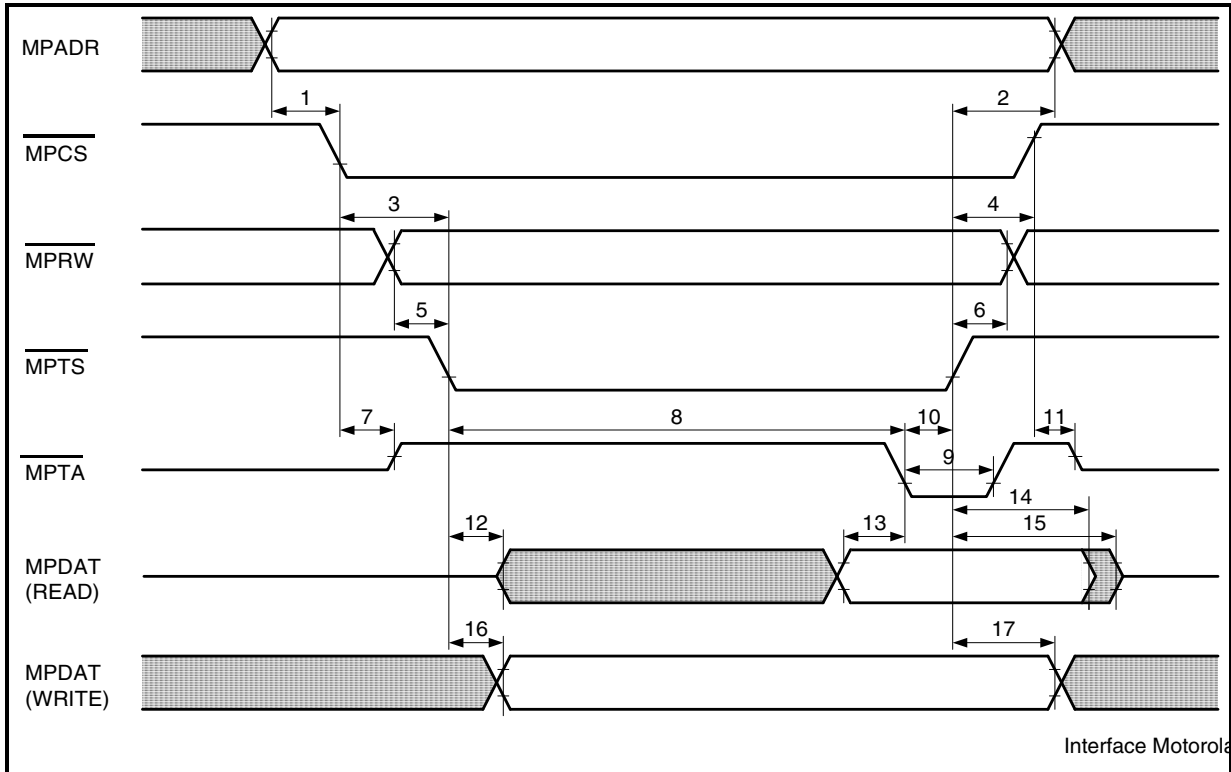 MPADR
1
2
MPCS
3
4
MPRW
5
6
MPTS
7
8
10
11
MPTA
9
14
12
13
15
MPDAT
(READ)
16
17
MPDAT
(WRITE)
Interface Motorola